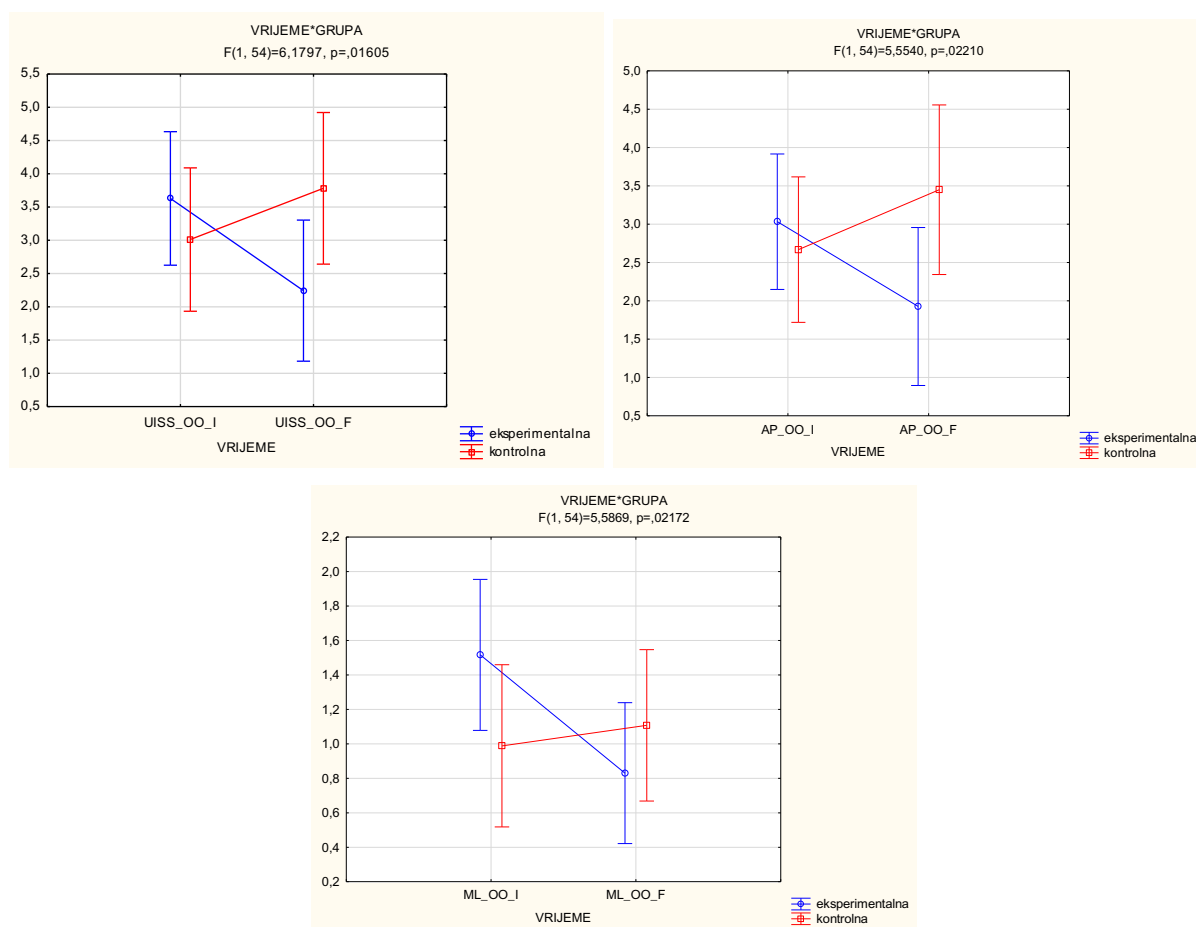 VRIJEME*GRUPA
F(1, 54)=6,1797, p=,01605
5,5
5,0
4,5
4,0
3,5
3,0
2,5
2,0
1,5
1,0
0,5
UISS_OO_I UISS_OO_F
VRIJEME
eksperimentalna
kontrolna
VRIJEME*GRUPA
F(1, 54)=5,5540, p=,02210
5,0
4,5
4,0
3,5
3,0
2,5
2,0
1,5
1,0
0,5
AP_OO_I AP_OO_F
VRIJEME
eksperimentalna
kontrolna
VRIJEME*GRUPA
F(1, 54)=5,5869, p=,02172
2,2
2,0
1,8
1,6
1,4
1,2
1,0
0,8
0,6
0,4
0,2
ML_OO_I ML_OO_F
VRIJEME
eksperimentalna
kontrolna